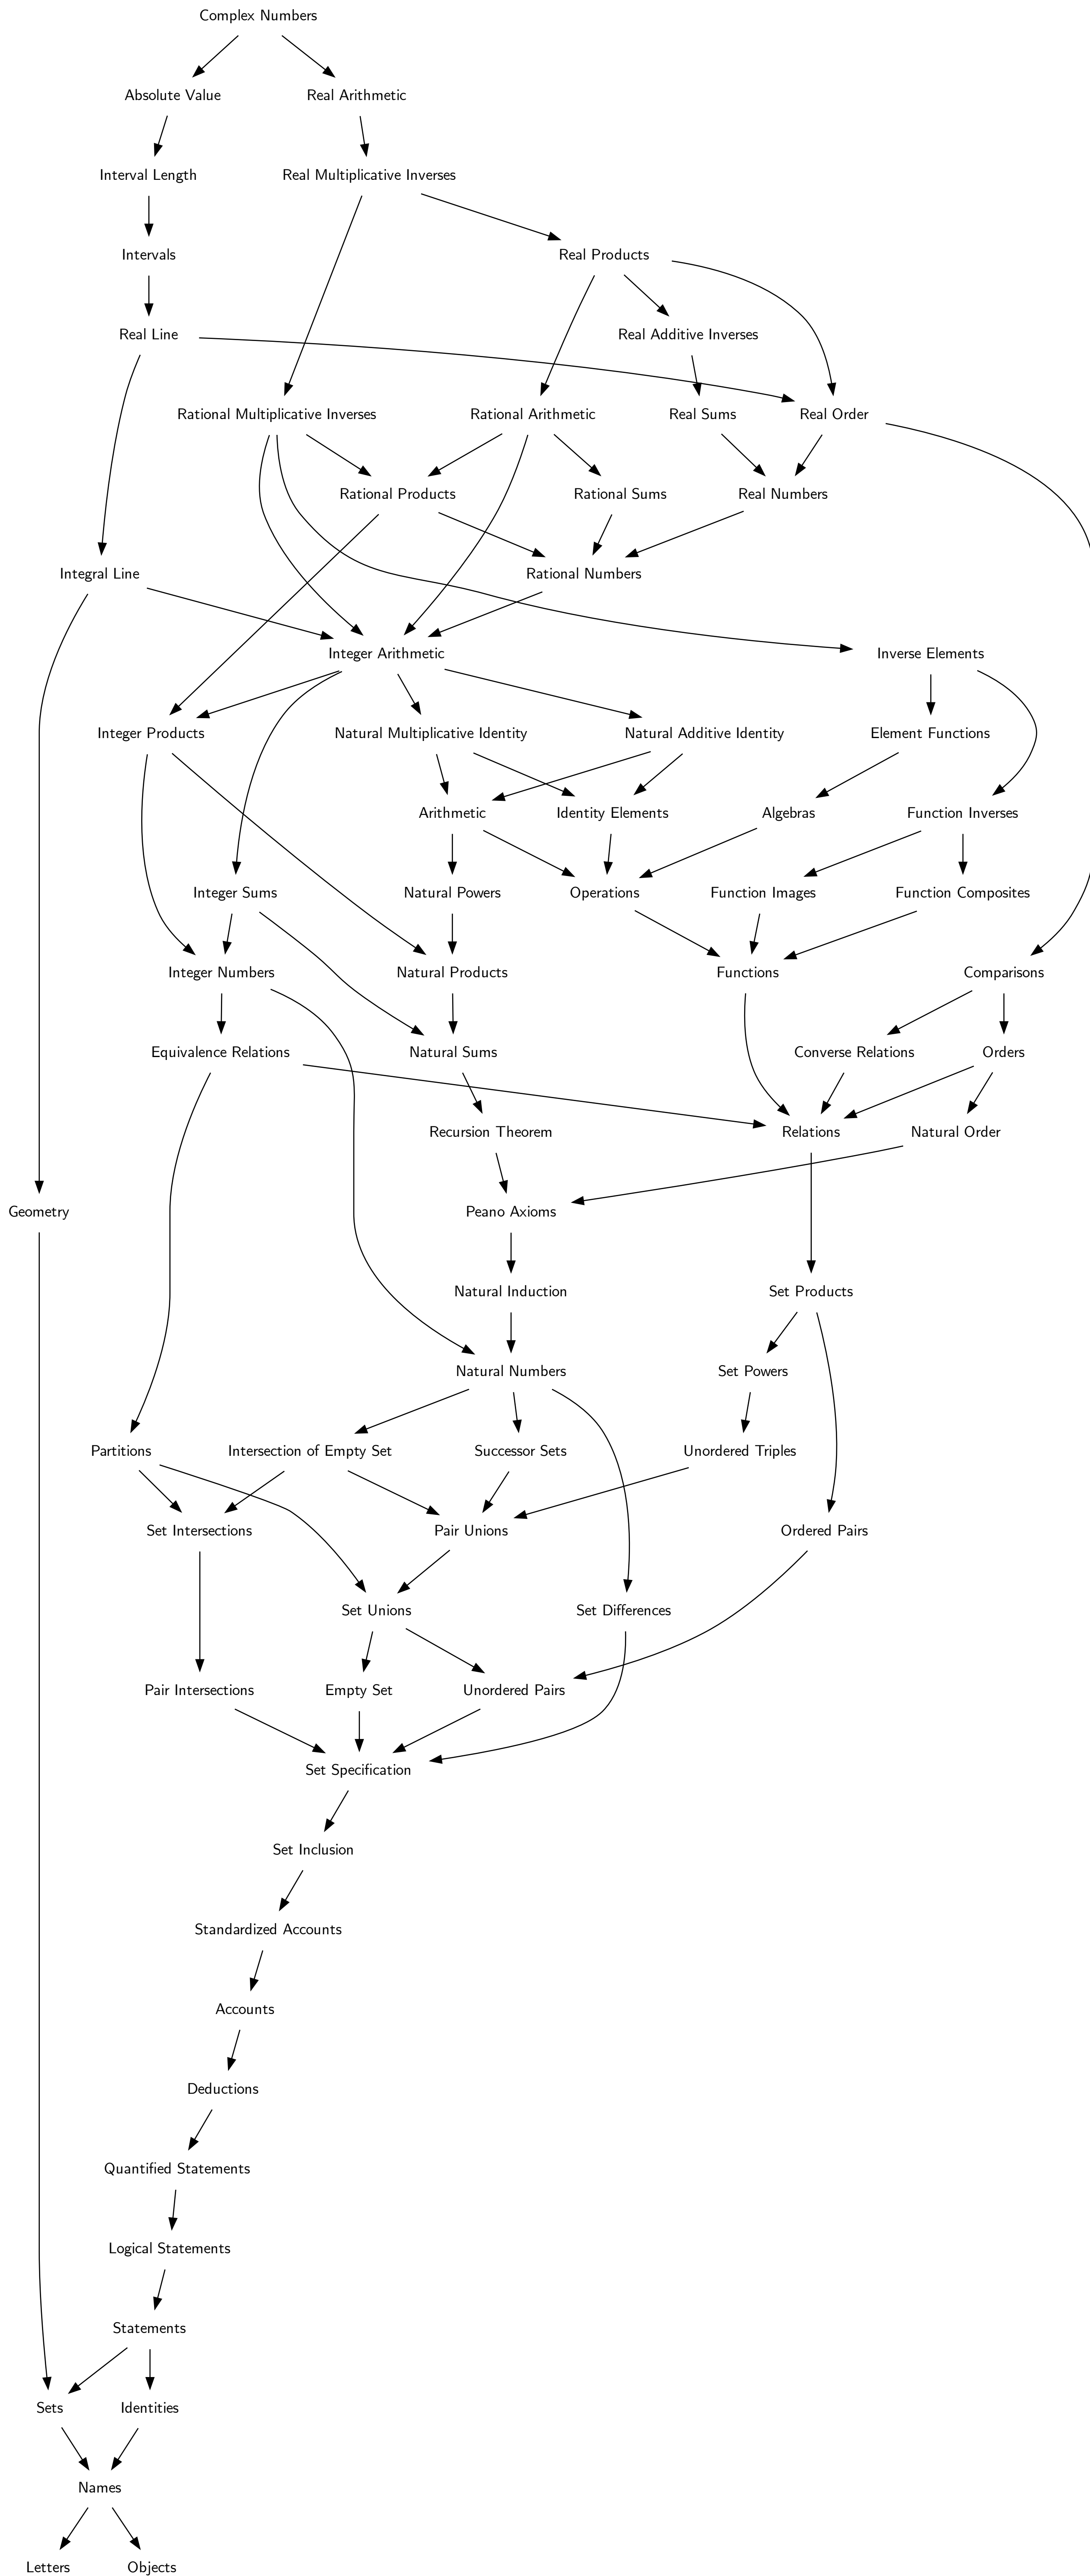 Complex Numbers
Absolute Value
Real Arithmetic
Interval Length
Real Multiplicative Inverses
Intervals
Real Products
Real Line
Real Additive Inverses
Rational Multiplicative Inverses
Rational Arithmetic
Real Sums
Real Order
Rational Products
Rational Sums
Real Numbers
Integral Line
Rational Numbers
Integer Arithmetic
Inverse Elements
Integer Products
Natural Multiplicative Identity
Natural Additive Identity
Element Functions
Arithmetic
Identity Elements
Algebras
Function Inverses
Integer Sums
Natural Powers
Operations
Function Images
Function Composites
Integer Numbers
Natural Products
Functions
Comparisons
Equivalence Relations
Natural Sums
Converse Relations
Orders
Recursion Theorem
Relations
Natural Order
Geometry
Peano Axioms
Natural Induction
Set Products
Natural Numbers
Set Powers
Partitions
Intersection of Empty Set
Successor Sets
Unordered Triples
Set Intersections
Pair Unions
Ordered Pairs
Set Unions
Set Differences
Pair Intersections
Empty Set
Unordered Pairs
Set Specification
Set Inclusion
Standardized Accounts
Accounts
Deductions
Quantified Statements
Logical Statements
Statements
Sets
Identities
Names
Letters
Objects